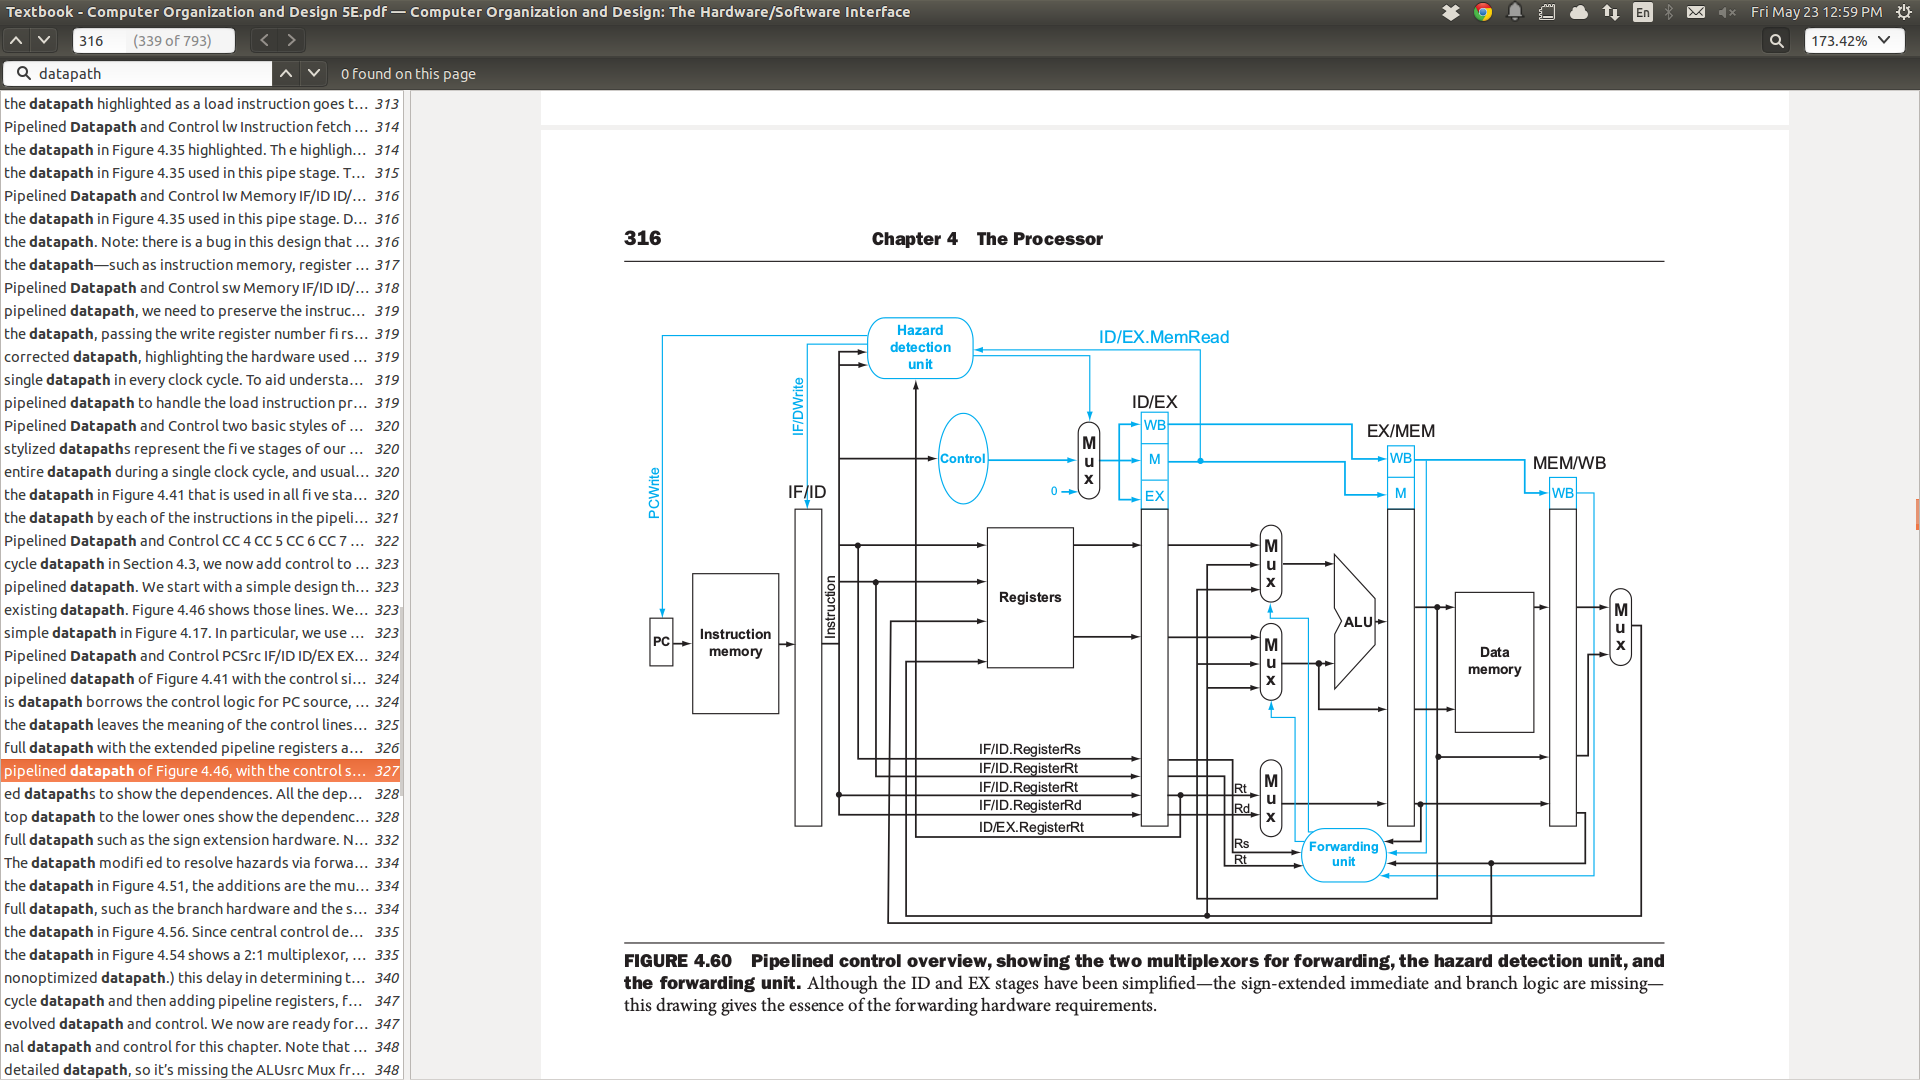 Textbook - Computer Organization and Design 5E.pdf — Computer Organization and Design: The Hardware/Software Interface
En
Fri May 23 12:59 PM
316 (339 of 793)
173.42%
datapath
0 found on this page
the datapath highlighted as a load instruction goes t... 313
Pipelined Datapath and Control lw Instruction fetch ... 314
the datapath in Figure 4.35 highlighted. Th e highligh... 314
the datapath in Figure 4.35 used in this pipe stage. T... 315
Pipelined Datapath and Control Iw Memory IF/ID ID/... 316
the datapath in Figure 4.35 used in this pipe stage. D... 316
the datapath. Note: there is a bug in this design that ... 316
the datapath—such as instruction memory, register ... 317
Pipelined Datapath and Control sw Memory IF/ID ID/... 318
pipelined datapath, we need to preserve the instruc... 319
the datapath, passing the write register number fi rs... 319
corrected datapath, highlighting the hardware used ... 319
single datapath in every clock cycle. To aid understa... 319
pipelined datapath to handle the load instruction pr... 319
Pipelined Datapath and Control two basic styles of ... 320
stylized datapaths represent the fi ve stages of our ... 320
entire datapath during a single clock cycle, and usual... 320
the datapath in Figure 4.41 that is used in all fi ve sta... 320
the datapath by each of the instructions in the pipeli... 321
Pipelined Datapath and Control CC 4 CC 5 CC 6 CC 7 ... 322
cycle datapath in Section 4.3, we now add control to ... 323
pipelined datapath. We start with a simple design th... 323
existing datapath. Figure 4.46 shows those lines. We... 323
simple datapath in Figure 4.17. In particular, we use ... 323
Pipelined Datapath and Control PCSrc IF/ID ID/EX EX... 324
pipelined datapath of Figure 4.41 with the control si... 324
is datapath borrows the control logic for PC source, ... 324
the datapath leaves the meaning of the control lines... 325
full datapath with the extended pipeline registers a... 326
pipelined datapath of Figure 4.46, with the control s... 327
ed datapaths to show the dependences. All the dep... 328
top datapath to the lower ones show the dependenc... 328
full datapath such as the sign extension hardware. N... 332
The datapath modifi ed to resolve hazards via forwa... 334
the datapath in Figure 4.51, the additions are the mu... 334
full datapath, such as the branch hardware and the s... 334
the datapath in Figure 4.56. Since central control de... 335
the datapath in Figure 4.54 shows a 2:1 multiplexor, ... 335
nonoptimized datapath.) this delay in determining t... 340
cycle datapath and then adding pipeline registers, f... 347
evolved datapath and control. We now are ready for... 347
nal datapath and control for this chapter. Note that ... 348
detailed datapath, so it's missing the ALUsrc Mux fr... 348
316 Chapter 4 The Processor
Hazard
detection
unit
ID/EX.MemRead
IF/DWrite
PCWrite
ID/EX
EX/MEM
MEM/WB
IF/ID
Control
0
M
u
x
WB
M
EX
WB
M
WB
PC
Instruction
memory
Instruction
Registers
M
u
x
M
u
x
ALU
Data
memory
M
u
x
IF/ID.RegisterRs
IF/ID.RegisterRt
IF/ID.RegisterRt
IF/ID.RegisterRd
ID/EX.RegisterRt
Rt
Rd
M
u
x
Rs
Rt
Forwarding
unit
FIGURE 4.60 Pipelined control overview, showing the two multiplexors for forwarding, the hazard detection unit, and
the forwarding unit. Although the ID and EX stages have been simplified—the sign-extended immediate and branch logic are missing—
this drawing gives the essence of the forwarding hardware requirements.